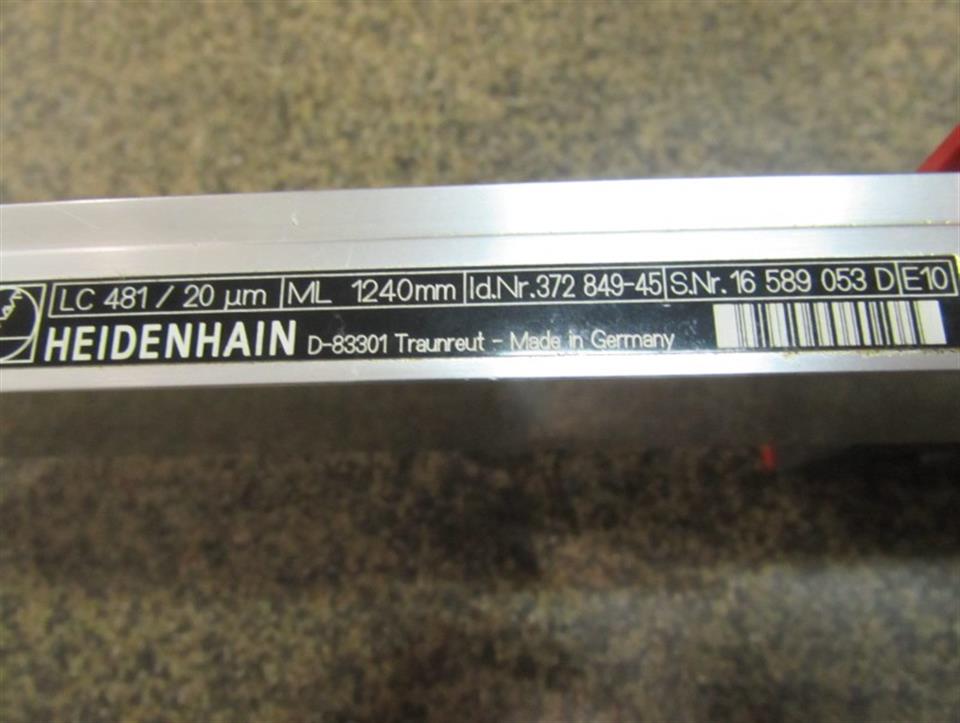 LC 481 / 20 µm ML 1240mm Id.Nr. 372 849-45 S.Nr. 16 589 053 D E10
HEIDENHAIN D-83301 Traunreut - Made in Germany